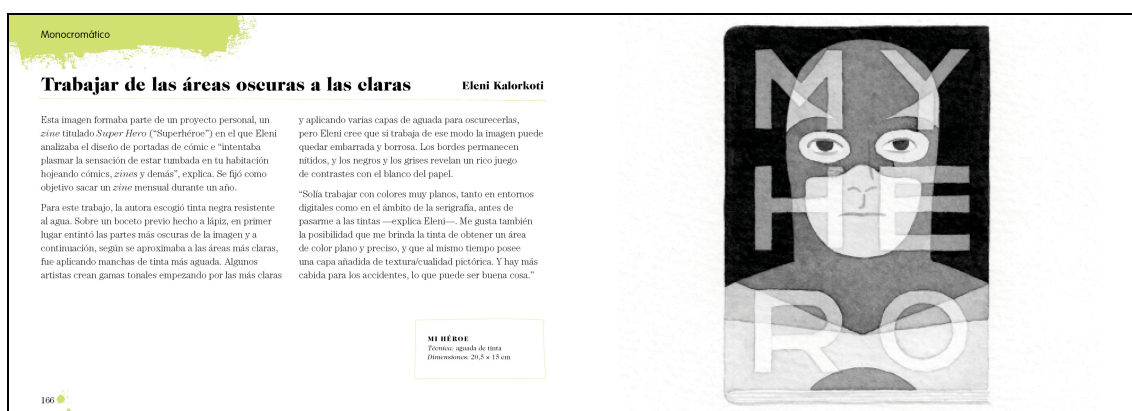 Monocromático
Trabajar de las áreas oscuras a las claras
Eleni Kalorkoti
Esta imagen formaba parte de un proyecto personal, un
zine titulado Super Hero (“Superhéroe”) en el que Eleni
analizaba el diseño de portadas de cómic e “intentaba
plasmar la sensación de estar tumbada en tu habitación
hojeando cómics, zines y demás”, explica. Se fijó como
objetivo sacar un zine mensual durante un año.
Para este trabajo, la autora escogió tinta negra resistente
al agua. Sobre un boceto previo hecho a lápiz, en primer
lugar entintó las partes más oscuras de la imagen y a
continuación, según se aproximaba a las áreas más claras,
fue aplicando manchas de tinta más aguada. Algunos
artistas crean gamas tonales empezando por las más claras
y aplicando varias capas de aguada para oscurecerlas,
pero Eleni cree que si trabaja de ese modo la imagen puede
quedar embarrada y borrosa. Los bordes permanecen
nítidos, y los negros y los grises revelan un rico juego
de contrastes con el blanco del papel.
“Solía trabajar con colores muy planos, tanto en entornos
digitales como en el ámbito de la serigrafía, antes de
pasarme a las tintas —explica Eleni—. Me gusta también
la posibilidad que me brinda la tinta de obtener un área
de color plano y preciso, y que al mismo tiempo posee
una capa añadida de textura/cualidad pictórica. Y hay más
cabida para los accidentes, lo que puede ser buena cosa.”
MI HÉROE
Técnica: aguada de tinta
Dimensiones: 20,5 × 15 cm
166
MY
HE
RO